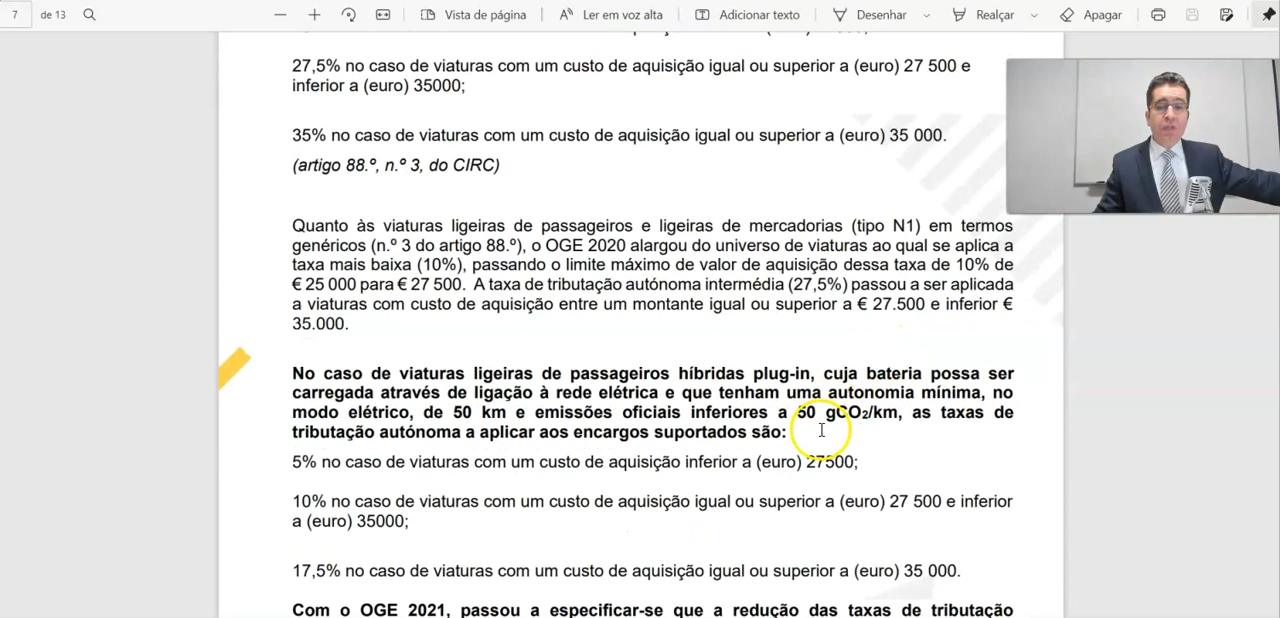 7 de 13 Vista de página Ler em voz alta Adicionar texto Desenhar Realçar Apagar
27,5% no caso de viaturas com um custo de aquisição igual ou superior a (euro) 27 500 e
inferior a (euro) 35000;
35% no caso de viaturas com um custo de aquisição igual ou superior a (euro) 35 000.
(artigo 88.º, n.º 3, do CIRC)
Quanto às viaturas ligeiras de passageiros e ligeiras de mercadorias (tipo N1) em termos
genéricos (n.º 3 do artigo 88.º), o OGE 2020 alargou do universo de viaturas ao qual se aplica a
taxa mais baixa (10%), passando o limite máximo de valor de aquisição dessa taxa de 10% de
€ 25 000 para € 27 500. A taxa de tributação autónoma intermédia (27,5%) passou a ser aplicada
a viaturas com custo de aquisição entre um montante igual ou superior a € 27.500 e inferior €
35.000.
No caso de viaturas ligeiras de passageiros híbridas plug-in, cuja bateria possa ser
carregada através de ligação à rede elétrica e que tenham uma autonomia mínima, no
modo elétrico, de 50 km e emissões oficiais inferiores a 50 gCO₂/km, as taxas de
tributação autónoma a aplicar aos encargos suportados são:
5% no caso de viaturas com um custo de aquisição inferior a (euro) 27500;
10% no caso de viaturas com um custo de aquisição igual ou superior a (euro) 27 500 e inferior
a (euro) 35000;
17,5% no caso de viaturas com um custo de aquisição igual ou superior a (euro) 35 000.
Com o OGE 2021, passou a especificar-se que a redução das taxas de tributação